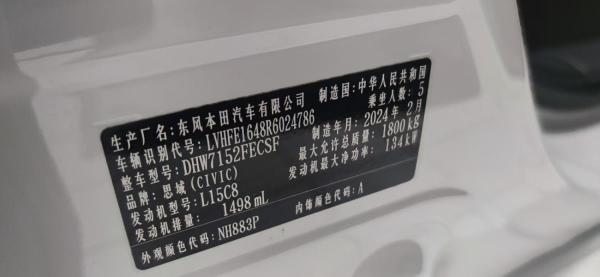 生产厂名：东风本田汽车有限公司 制造国：中华人民共和国
车辆识别代号：LVHFE1648R6024786 乘坐人数：5
整车型号：DHW7152FECSF 制造年月：2024年2月
品牌：思域(CIVIC) 最大允许总质量：1800kg
发动机型号：L15C8 发动机最大净功率：134kW
发动机排量：1498mL
外观颜色代码：NH883P 内饰颜色代码：A